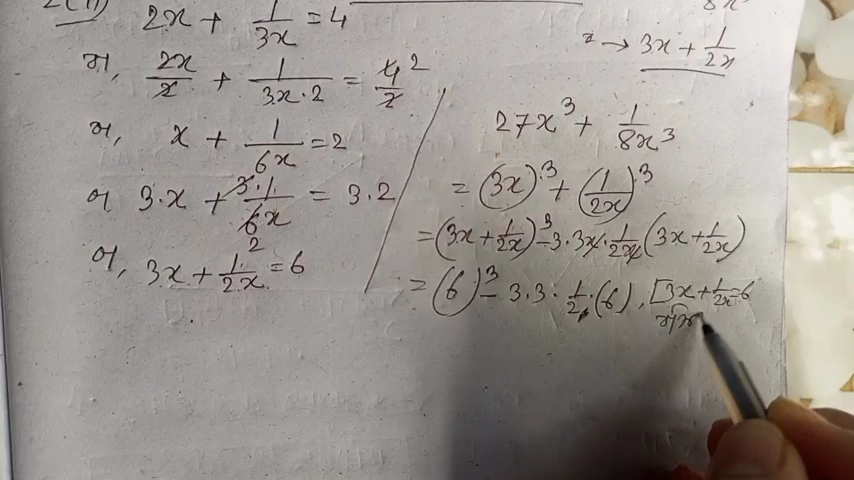 2x + 1/3x = 4
বা, 2x/2 + 1/3x·2 = 4/2 2
বা, x + 1/6x = 2
বা 3·x + 3·1/6x 2 = 3·2
বা, 3x + 1/2x = 6
8x³
→ 3x + 1/2x
27x³ + 1/8x³
= (3x)³ + (1/2x)³
= (3x + 1/2x)³ - 3·3x·1/2x (3x + 1/2x)
= (6)³ - 3·3·1/2·(6), [3x + 1/2x = 6